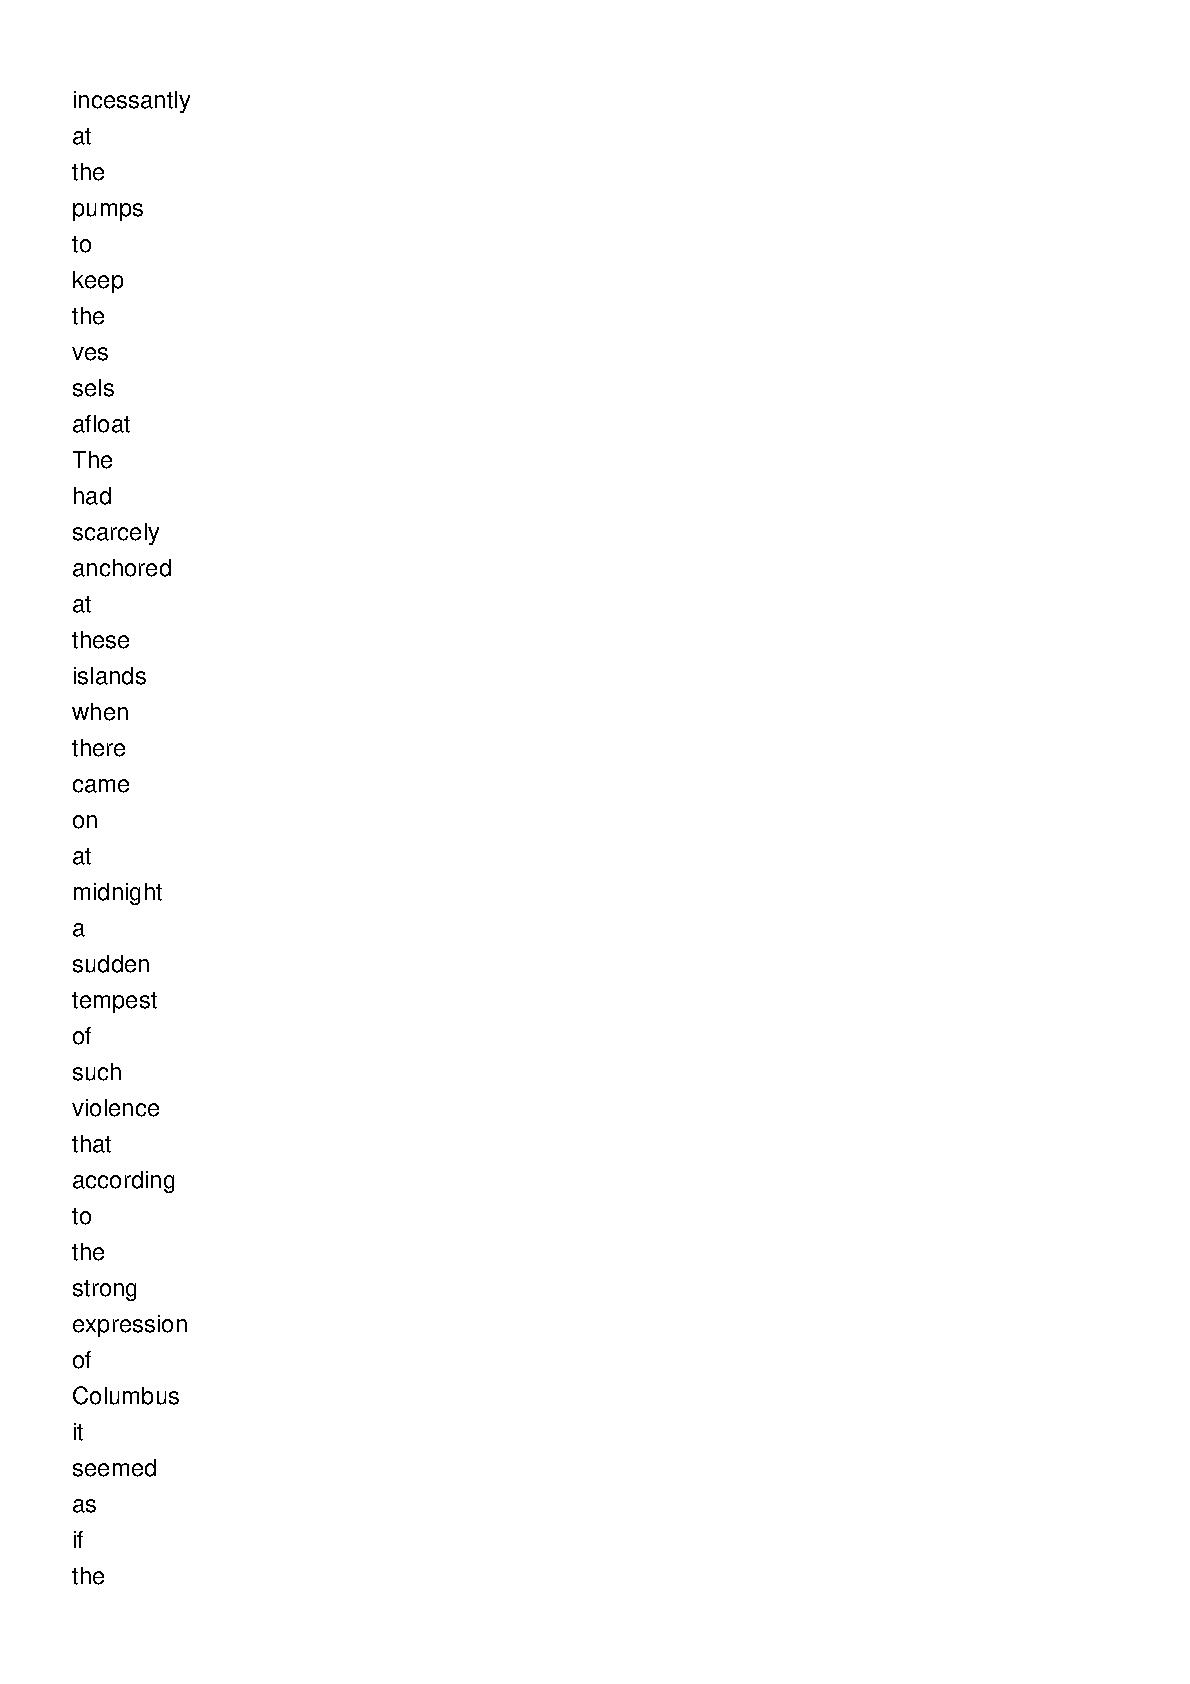 incessantly
at
the
pumps
to
keep
the
ves
sels
afloat
The
had
scarcely
anchored
at
these
islands
when
there
came
on
at
midnight
a
sudden
tempest
of
such
violence
that
according
to
the
strong
expression
of
Columbus
it
seemed
as
if
the